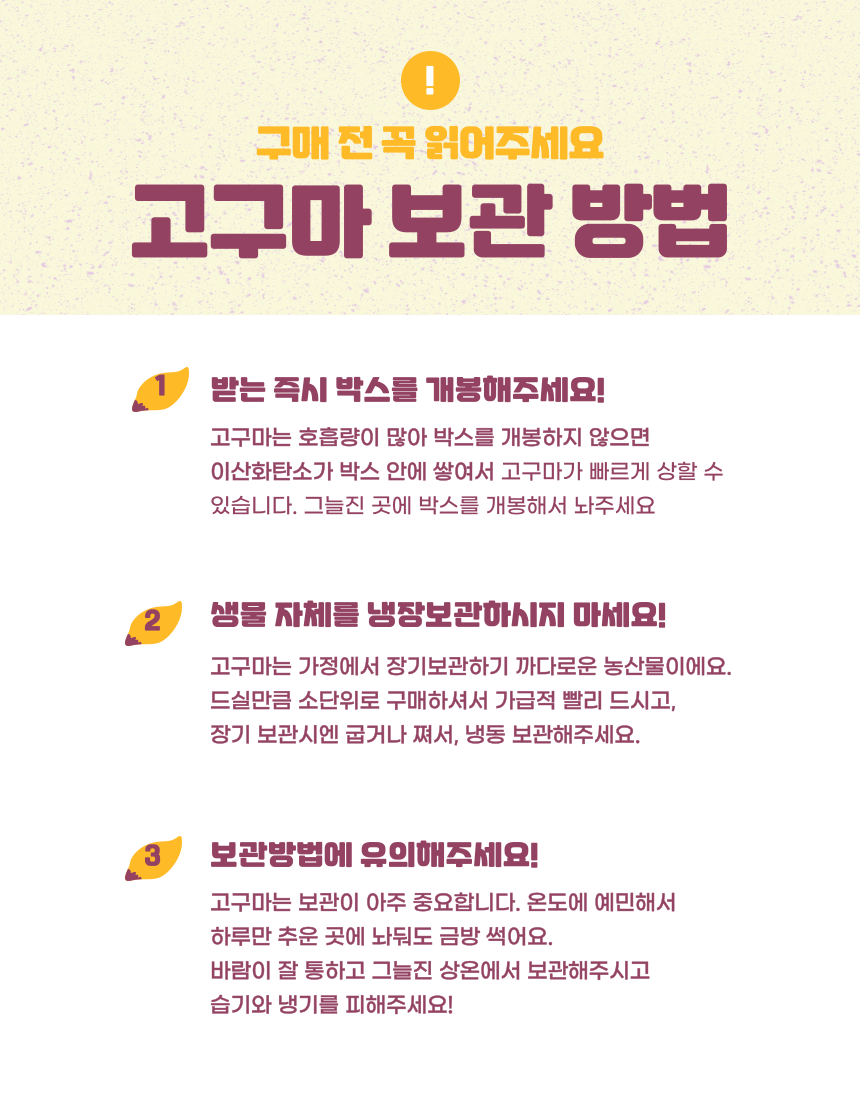 !
구매 전 꼭 읽어주세요
고구마 보관 방법
1
받는 즉시 박스를 개봉해주세요!
고구마는 호흡량이 많아 박스를 개봉하지 않으면
이산화탄소가 박스 안에 쌓여서 고구마가 빠르게 상할 수
있습니다. 그늘진 곳에 박스를 개봉해서 놔주세요
2
생물 자체를 냉장보관하시지 마세요!
고구마는 가정에서 장기보관하기 까다로운 농산물이에요.
드실만큼 소단위로 구매하셔서 가급적 빨리 드시고,
장기 보관시엔 굽거나 쪄서, 냉동 보관해주세요.
3
보관방법에 유의해주세요!
고구마는 보관이 아주 중요합니다. 온도에 예민해서
하루만 추운 곳에 놔둬도 금방 썩어요.
바람이 잘 통하고 그늘진 상온에서 보관해주시고
습기와 냉기를 피해주세요!